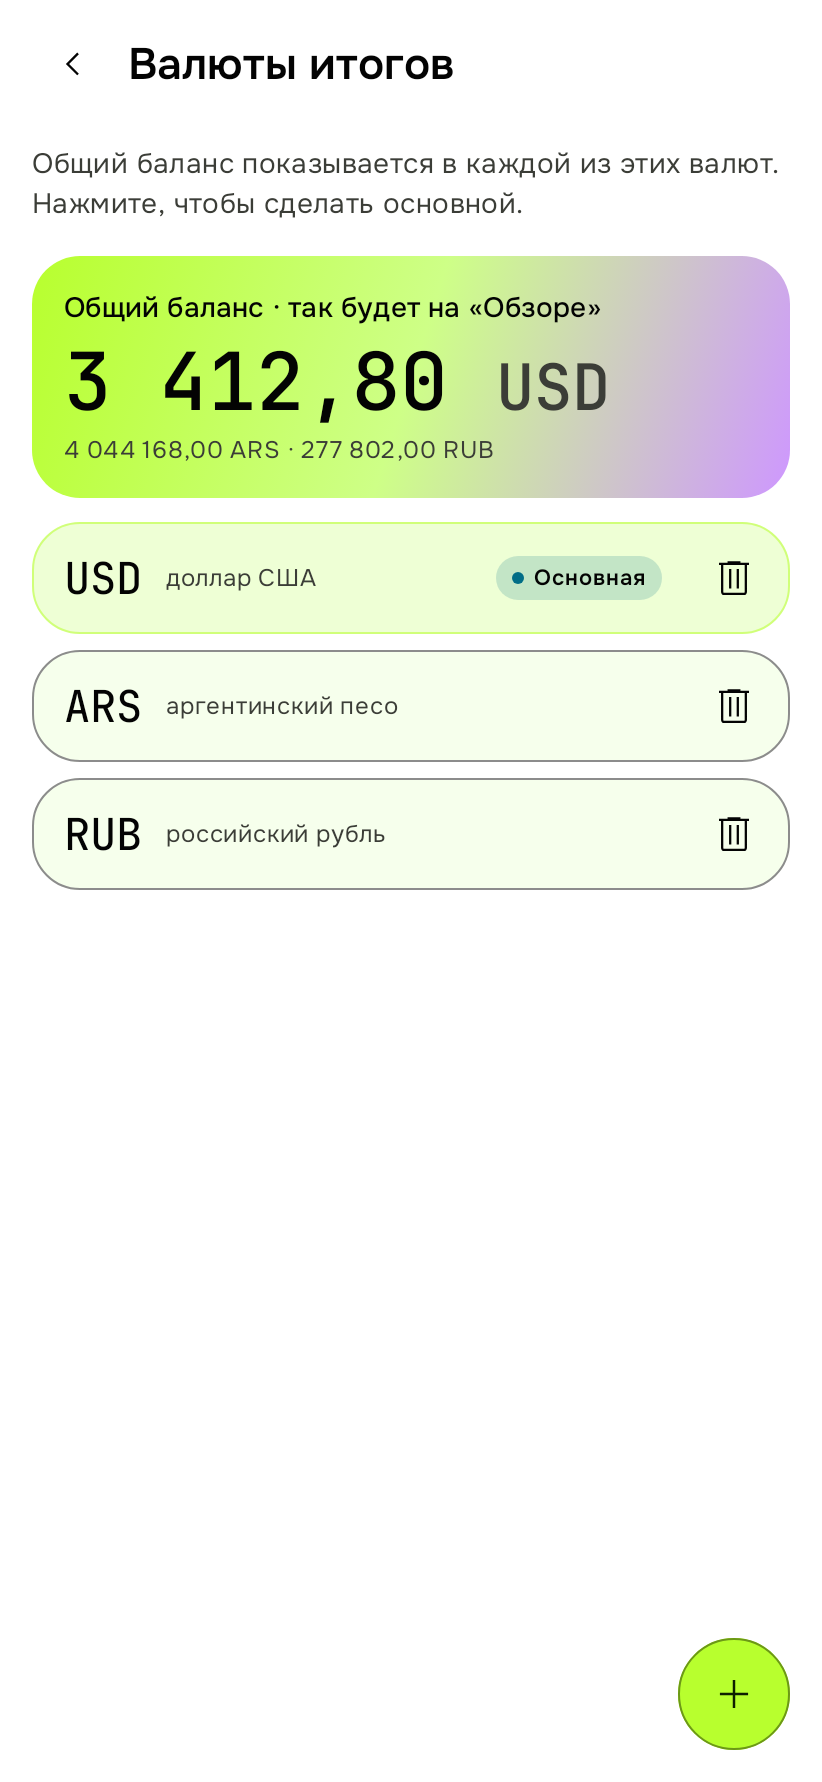 Валюты итогов
Общий баланс показывается в каждой из этих валют.
Нажмите, чтобы сделать основной.
Общий баланс · так будет на «Обзоре»
3 412,80 USD
4 044 168,00 ARS · 277 802,00 RUB
USD доллар США Основная
ARS аргентинский песо
RUB российский рубль